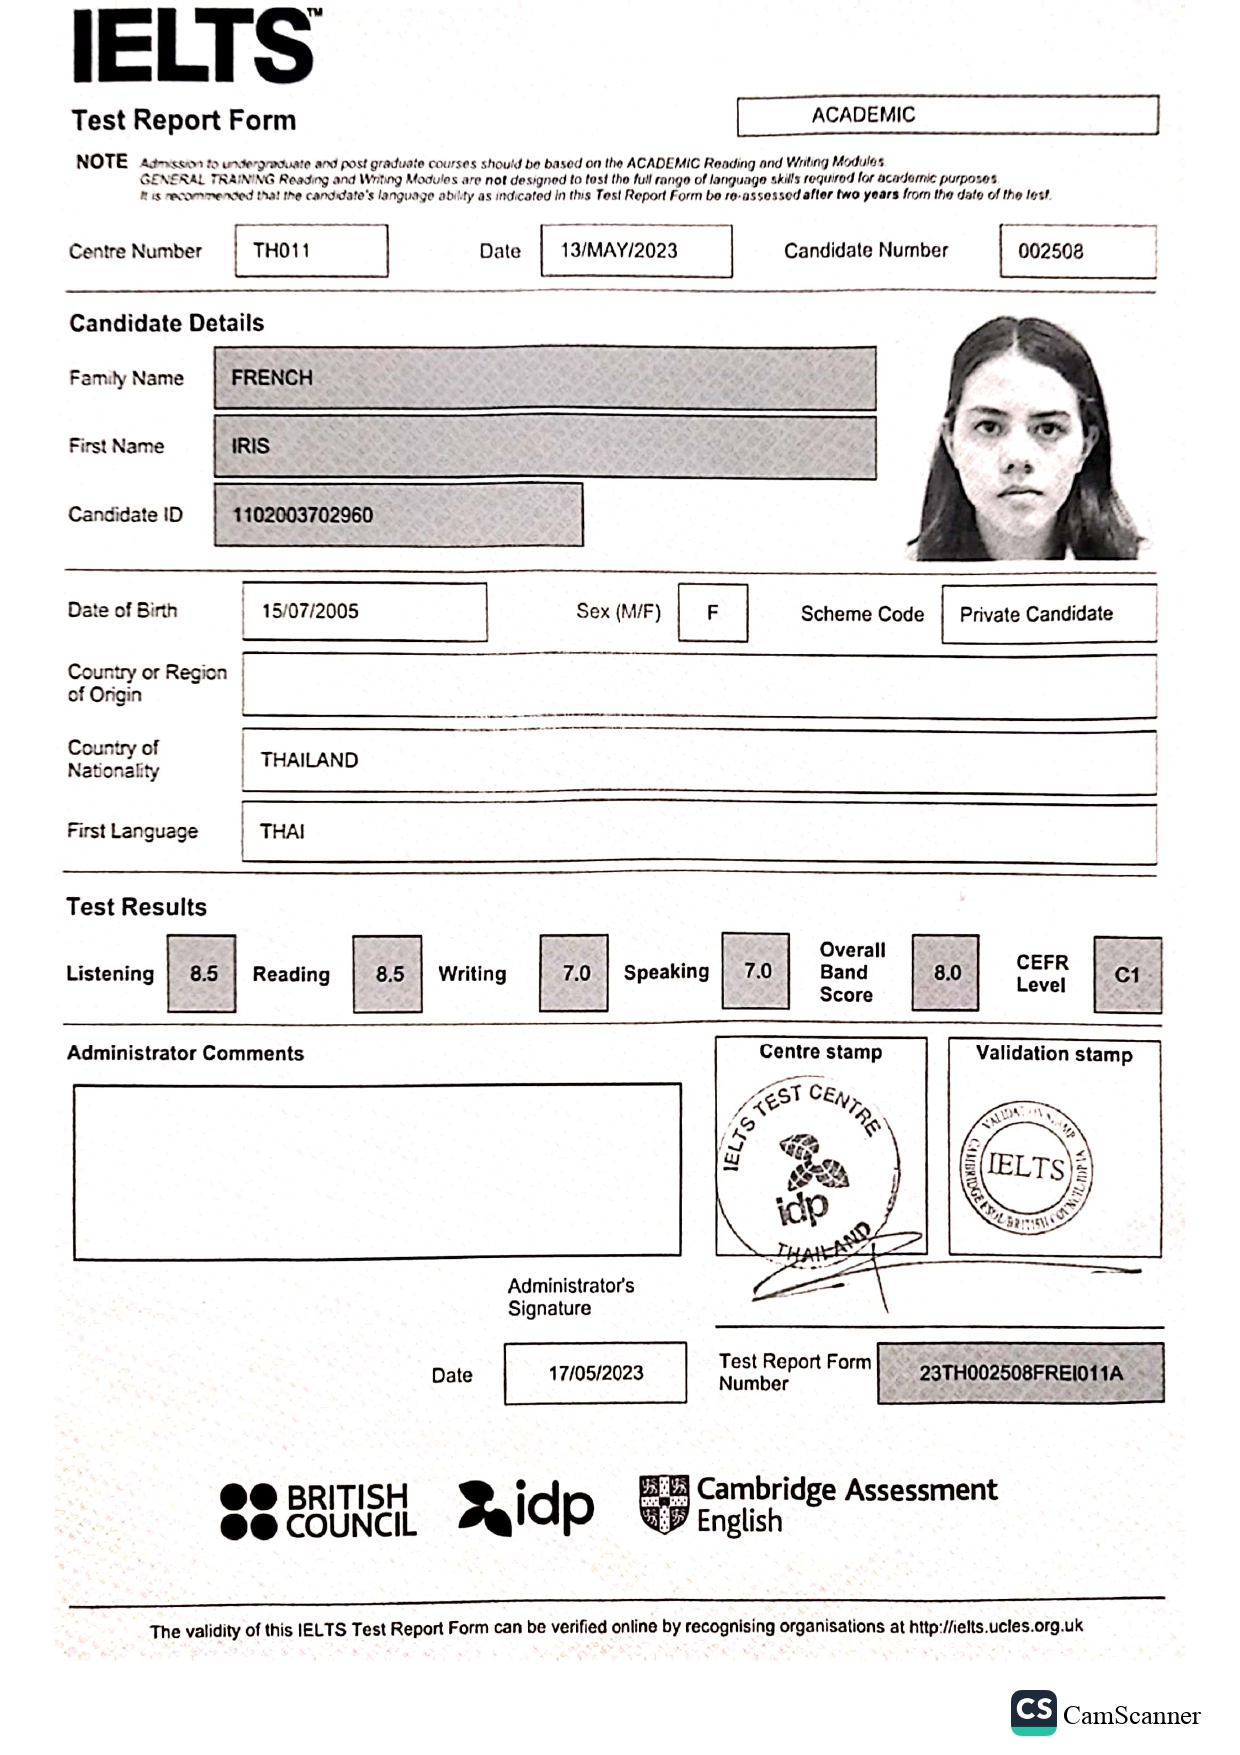 IELTS™
Test Report Form
ACADEMIC
NOTE Admission to undergraduate and post graduate courses should be based on the ACADEMIC Reading and Writing Modules.
GENERAL TRAINING Reading and Writing Modules are not designed to test the full range of language skills required for academic purposes.
It is recommended that the candidate's language ability as indicated in this Test Report Form be re-assessed after two years from the date of the test.
Centre Number TH011 Date 13/MAY/2023 Candidate Number 002508
Candidate Details
Family Name FRENCH
First Name IRIS
Candidate ID 1102003702960
Date of Birth 15/07/2005 Sex (M/F) F Scheme Code Private Candidate
Country or Region
of Origin
Country of
Nationality
THAILAND
First Language THAI
Test Results
Listening 8.5 Reading 8.5 Writing 7.0 Speaking 7.0 Overall Band Score 8.0 CEFR Level C1
Administrator Comments
Centre stamp
IELTS TEST CENTRE
idp
THAILAND
Validation stamp
VALIDATION STAMP
IELTS
CAMBRIDGE ESOL/BRITISH COUNCIL/IDPIA
Administrator's
Signature
Date 17/05/2023
Test Report Form
Number
23TH002508FREI011A
BRITISH
COUNCIL
idp
Cambridge Assessment
English
The validity of this IELTS Test Report Form can be verified online by recognising organisations at http://ielts.ucles.org.uk
CS CamScanner